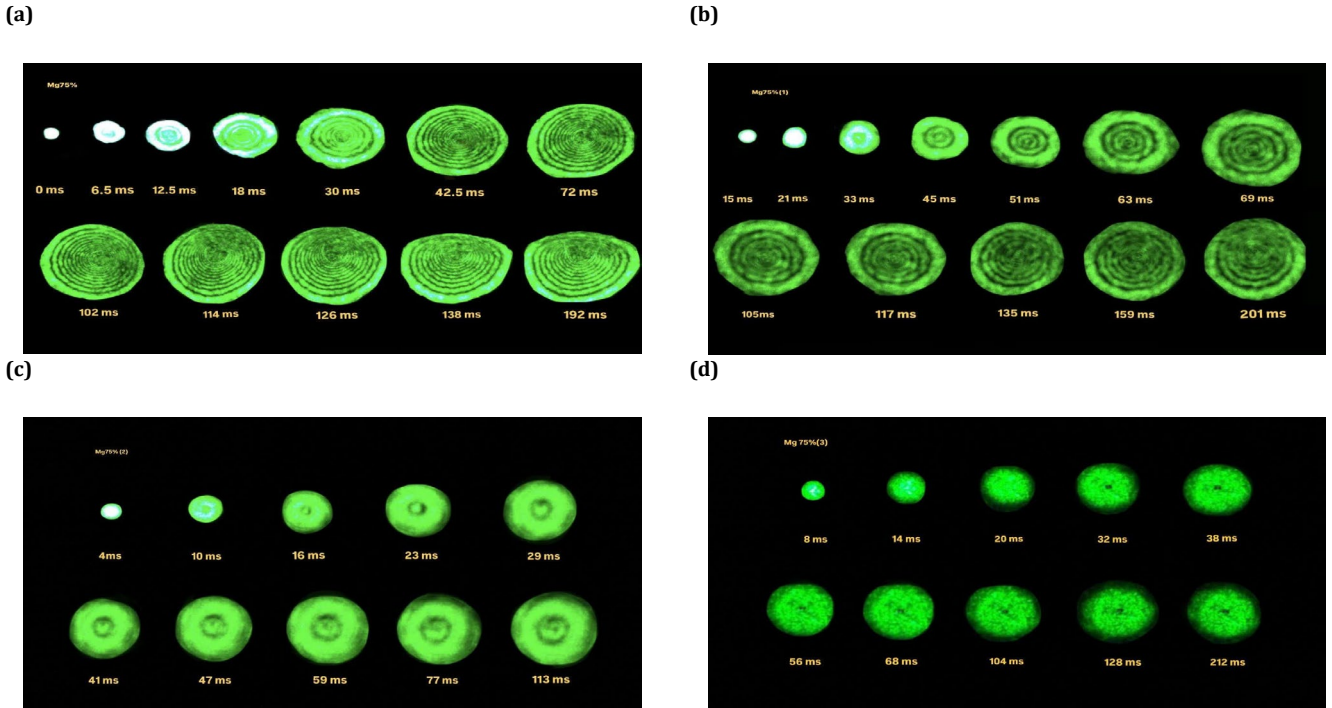 (a)
(b)
Mg75%
0 ms 6.5 ms 12.5 ms 18 ms 30 ms 42.5 ms 72 ms
102 ms 114 ms 126 ms 138 ms 192 ms
Mg75%(1)
15 ms 21 ms 33 ms 45 ms 51 ms 63 ms 69 ms
105ms 117 ms 135 ms 159 ms 201 ms
(c)
(d)
Mg75%(2)
4ms 10 ms 16 ms 23 ms 29 ms
41 ms 47 ms 59 ms 77 ms 113 ms
Mg 75%(3)
8 ms 14 ms 20 ms 32 ms 38 ms
56 ms 68 ms 104 ms 128 ms 212 ms